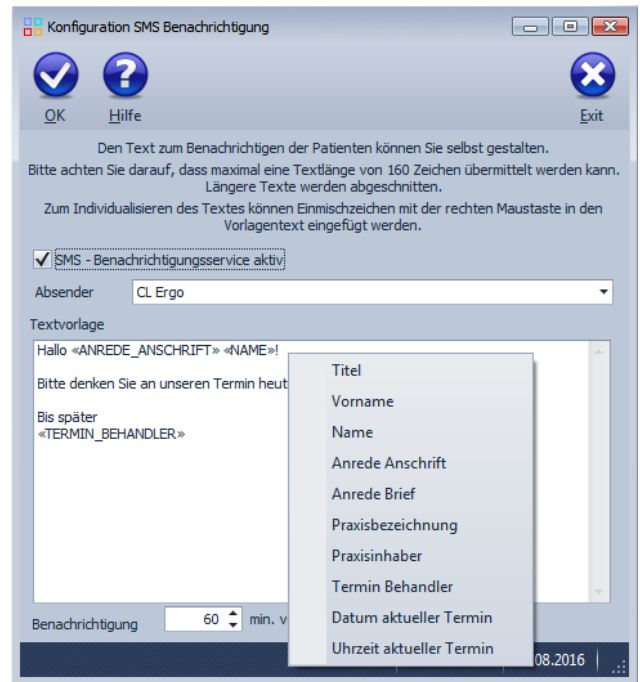 Konfiguration SMS Benachrichtigung
OK
Hilfe
Exit
Den Text zum Benachrichtigen der Patienten können Sie selbst gestalten.
Bitte achten Sie darauf, dass maximal eine Textlänge von 160 Zeichen übermittelt werden kann.
Längere Texte werden abgeschnitten.
Zum Individualisieren des Textes können Einmischzeichen mit der rechten Maustaste in den
Vorlagentext eingefügt werden.
SMS - Benachrichtigungsservice aktiv
Absender CL Ergo
Textvorlage
Hallo «ANREDE_ANSCHRIFT» «NAME»!
Bitte denken Sie an unseren Termin heut
Bis später
«TERMIN_BEHANDLER»
Titel
Vorname
Name
Anrede Anschrift
Anrede Brief
Praxisbezeichnung
Praxisinhaber
Termin Behandler
Datum aktueller Termin
Uhrzeit aktueller Termin
Benachrichtigung 60 min. v
08.2016